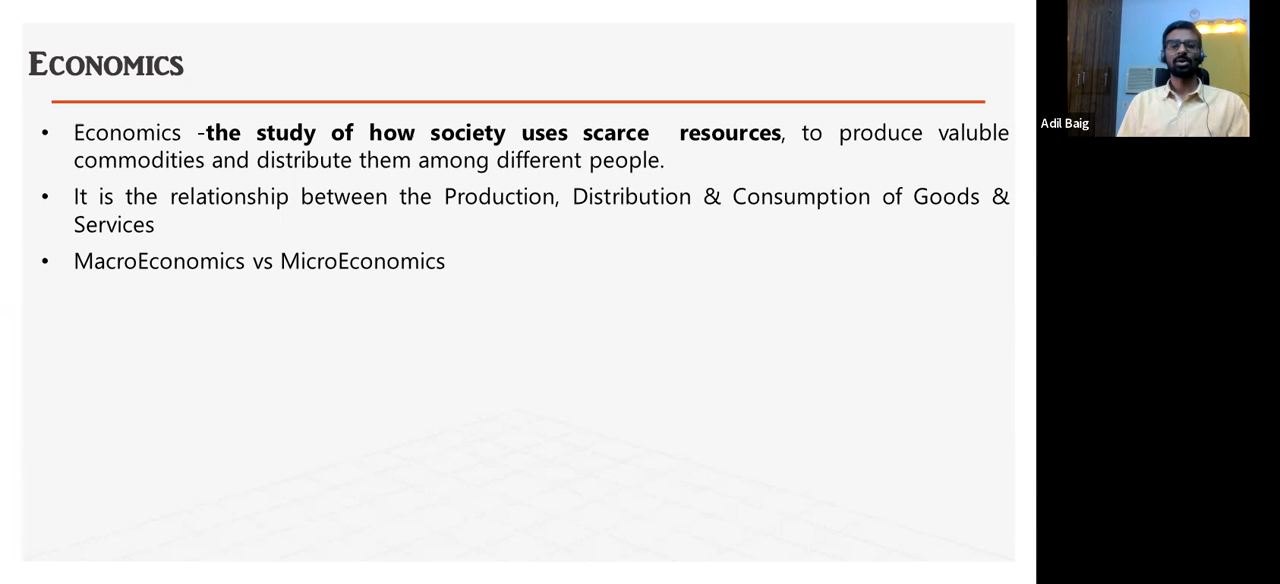 Economics
• Economics -the study of how society uses scarce resources, to produce valuble
commodities and distribute them among different people.
• It is the relationship between the Production, Distribution & Consumption of Goods &
Services
• MacroEconomics vs MicroEconomics
Adil Baig